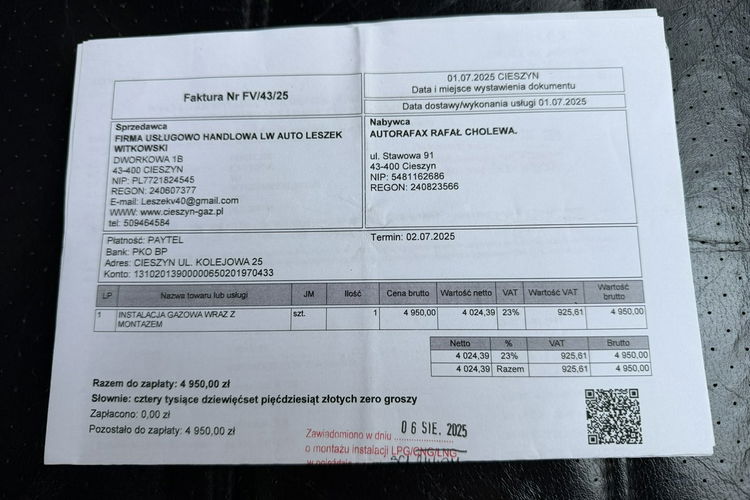 Faktura Nr FV/43/25
01.07.2025 CIESZYN
Data i miejsce wystawienia dokumentu
Data dostawy/wykonania usługi 01.07.2025
Sprzedawca
FIRMA USŁUGOWO HANDLOWA LW AUTO LESZEK
WITKOWSKI
DWORKOWA 1B
43-400 CIESZYN
NIP: PL7721824545
REGON: 240607377
E-mail: Leszekv40@gmail.com
WWW: www.cieszyn-gaz.pl
tel: 509464584
Nabywca
AUTORAFAX RAFAŁ CHOLEWA.
ul. Stawowa 91
43-400 Cieszyn
NIP: 5481162686
REGON: 240823566
Płatność: PAYTEL
Bank: PKO BP
Adres: CIESZYN UL. KOLEJOWA 25
Konto: 13102013900000650201970433
Termin: 02.07.2025
LP Nazwa towaru lub usługi JM Ilość Cena brutto Wartość netto VAT Wartość VAT Wartość brutto
1 INSTALACJA GAZOWA WRAZ Z szt. 1 4 950,00 4 024,39 23% 925,61 4 950,00
MONTAZEM
Netto % VAT Brutto
4 024,39 23% 925,61 4 950,00
4 024,39 Razem 925,61 4 950,00
Razem do zapłaty: 4 950,00 zł
Słownie: cztery tysiące dziewięćset pięćdziesiąt złotych zero groszy
Zapłacono: 0,00 zł
Pozostało do zapłaty: 4 950,00 zł
Zawiadomiono w dniu 06 SIE. 2025
o montażu instalacji LPG/CNG/LNG